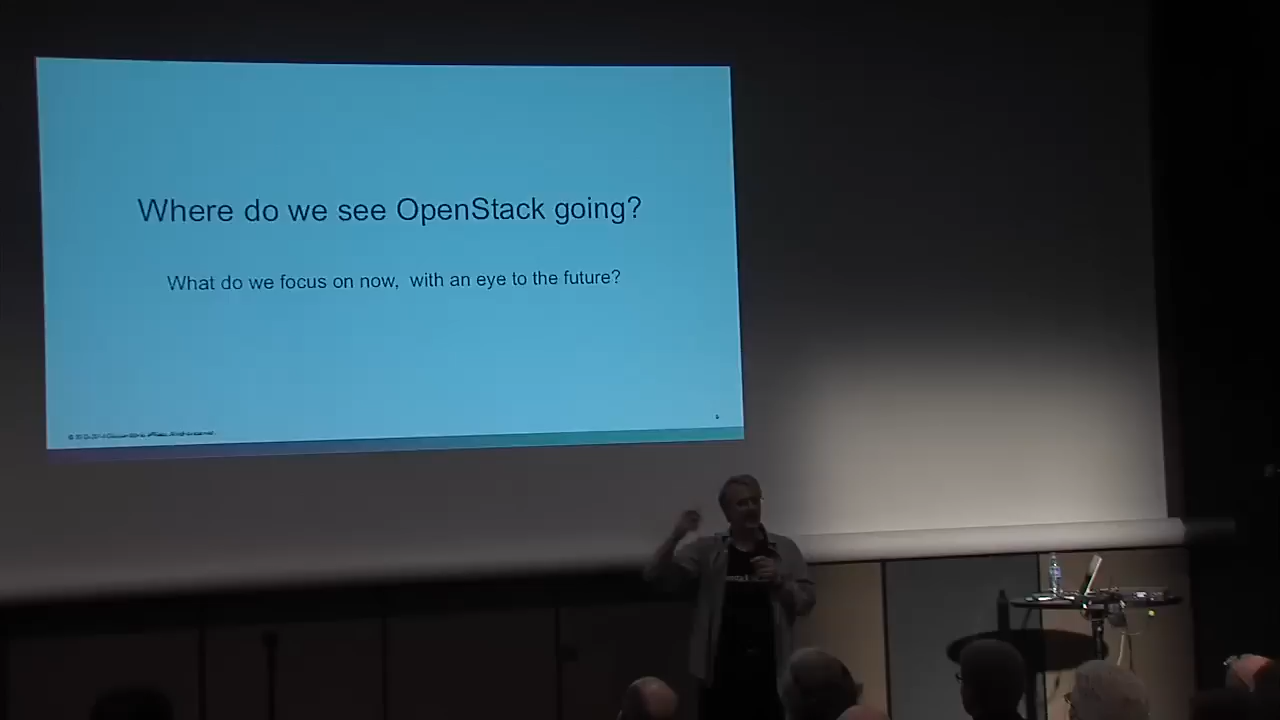 Where do we see OpenStack going?
What do we focus on now, with an eye to the future?